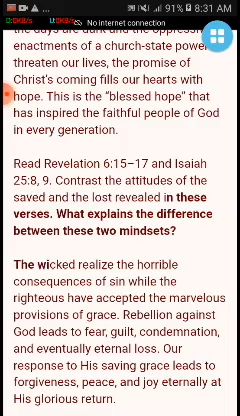 O:0KB/s U:0KB/s No internet connection 91% 8:31 AM
the days are dark and the oppressive
enactments of a church-state power
threaten our lives, the promise of
Christ's coming fills our hearts with
hope. This is the "blessed hope" that
has inspired the faithful people of God
in every generation.
Read Revelation 6:15–17 and Isaiah
25:8, 9. Contrast the attitudes of the
saved and the lost revealed in these
verses. What explains the difference
between these two mindsets?
The wicked realize the horrible
consequences of sin while the
righteous have accepted the marvelous
provisions of grace. Rebellion against
God leads to fear, guilt, condemnation,
and eventually eternal loss. Our
response to His saving grace leads to
forgiveness, peace, and joy eternally at
His glorious return.